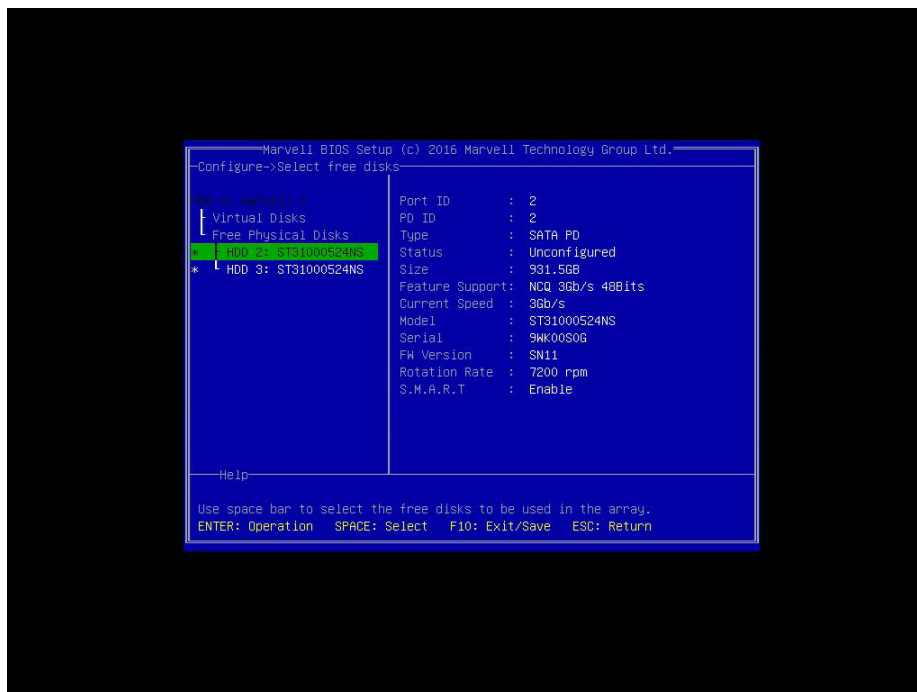 Marvell BIOS Setup (c) 2016 Marvell Technology Group Ltd.
Configure->Select free disks
Virtual Disks
Free Physical Disks
* HDD 2: ST31000524NS
* HDD 3: ST31000524NS
Port ID : 2
PD ID : 2
Type : SATA PD
Status : Unconfigured
Size : 931.5GB
Feature Support: NCQ 3Gb/s 48Bits
Current Speed : 3Gb/s
Model : ST31000524NS
Serial : 9WK00S0G
FW Version : SN11
Rotation Rate : 7200 rpm
S.M.A.R.T : Enable
Help
Use space bar to select the free disks to be used in the array.
ENTER: Operation SPACE: Select F10: Exit/Save ESC: Return